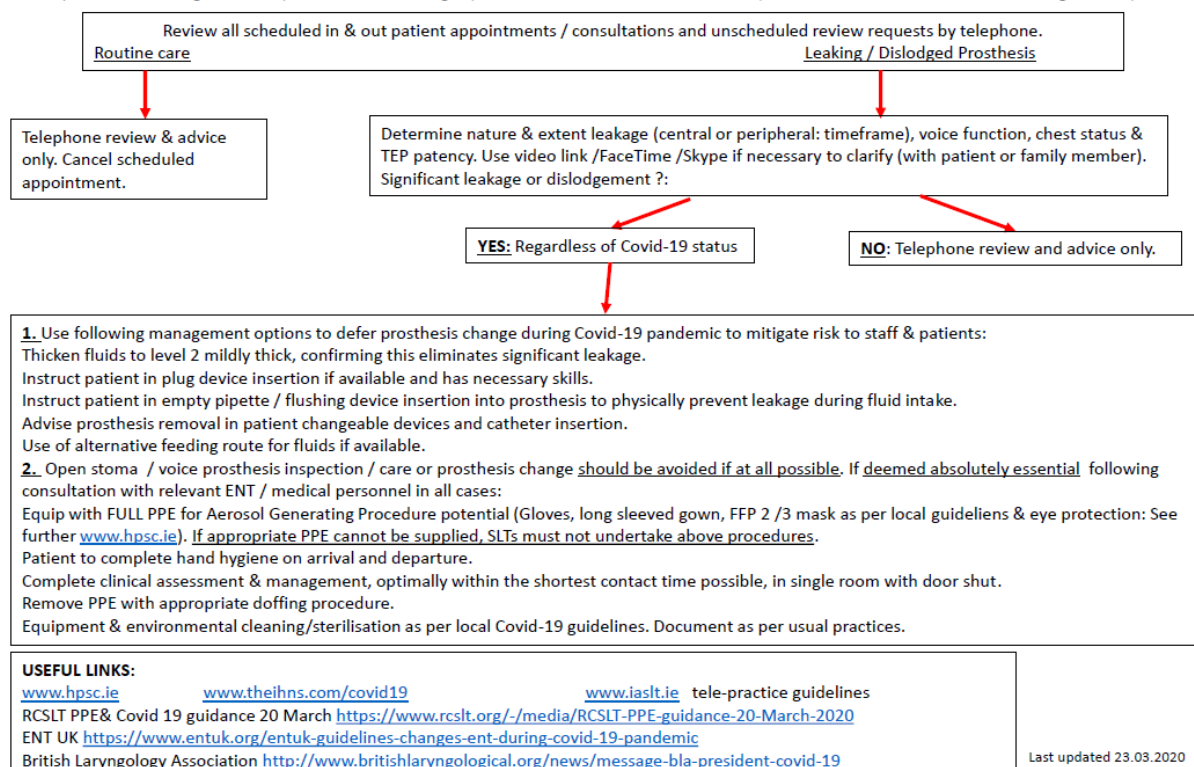 Review all scheduled in & out patient appointments / consultations and unscheduled review requests by telephone.
Routine care
Leaking / Dislodged Prosthesis
Telephone review & advice
only. Cancel scheduled
appointment.
Determine nature & extent leakage (central or peripheral: timeframe), voice function, chest status &
TEP patency. Use video link /FaceTime /Skype if necessary to clarify (with patient or family member).
Significant leakage or dislodgement ?:
YES: Regardless of Covid-19 status
NO: Telephone review and advice only.
1. Use following management options to defer prosthesis change during Covid-19 pandemic to mitigate risk to staff & patients:
Thicken fluids to level 2 mildly thick, confirming this eliminates significant leakage.
Instruct patient in plug device insertion if available and has necessary skills.
Instruct patient in empty pipette / flushing device insertion into prosthesis to physically prevent leakage during fluid intake.
Advise prosthesis removal in patient changeable devices and catheter insertion.
Use of alternative feeding route for fluids if available.
2. Open stoma / voice prosthesis inspection / care or prosthesis change should be avoided if at all possible. If deemed absolutely essential following
consultation with relevant ENT / medical personnel in all cases:
Equip with FULL PPE for Aerosol Generating Procedure potential (Gloves, long sleeved gown, FFP 2 /3 mask as per local guideliens & eye protection: See
further www.hpsc.ie). If appropriate PPE cannot be supplied, SLTs must not undertake above procedures.
Patient to complete hand hygiene on arrival and departure.
Complete clinical assessment & management, optimally within the shortest contact time possible, in single room with door shut.
Remove PPE with appropriate doffing procedure.
Equipment & environmental cleaning/sterilisation as per local Covid-19 guidelines. Document as per usual practices.
USEFUL LINKS:
www.hpsc.ie www.theihns.com/covid19 www.iaslt.ie tele-practice guidelines
RCSLT PPE& Covid 19 guidance 20 March https://www.rcslt.org/-/media/RCSLT-PPE-guidance-20-March-2020
ENT UK https://www.entuk.org/entuk-guidelines-changes-ent-during-covid-19-pandemic
British Laryngology Association http://www.britishlaryngological.org/news/message-bla-president-covid-19
Last updated 23.03.2020